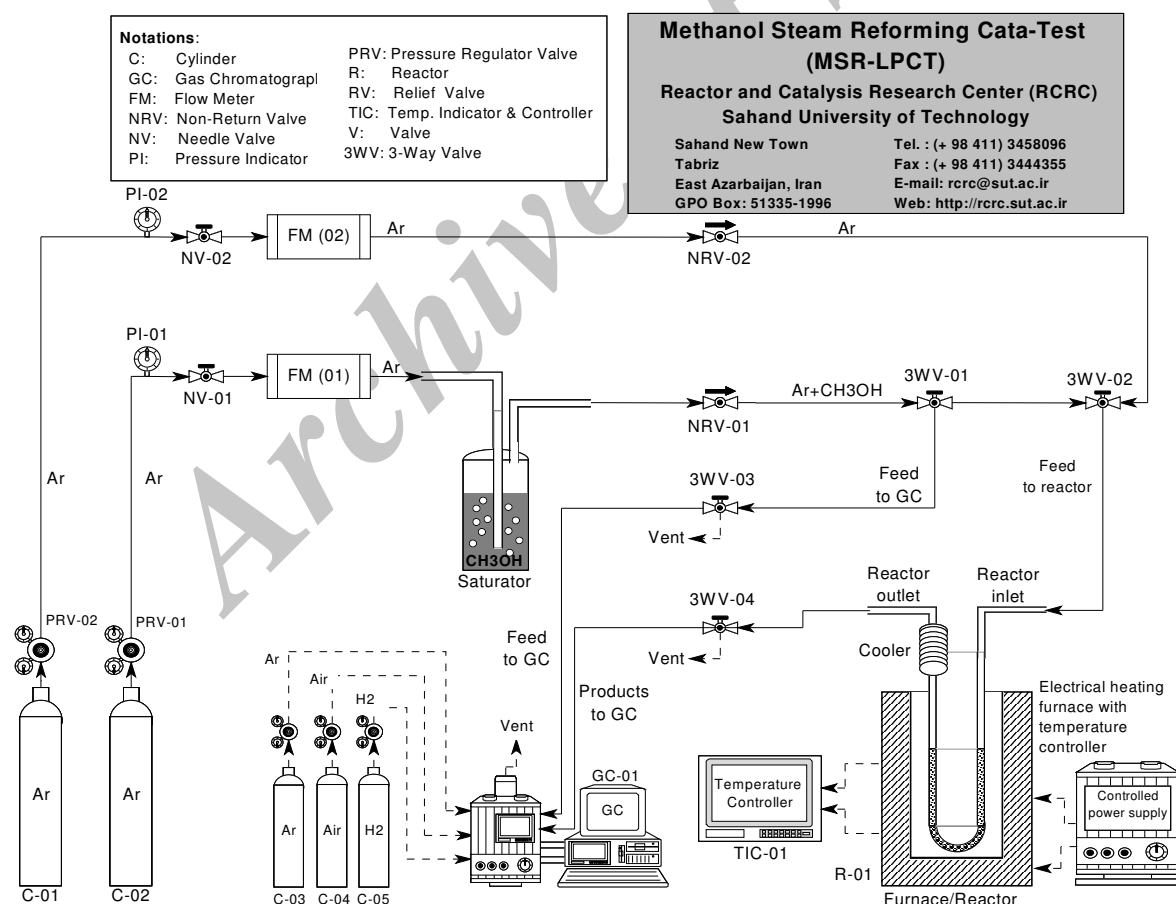 Notations:
C: Cylinder
GC: Gas Chromatograpl
FM: Flow Meter
NRV: Non-Return Valve
NV: Needle Valve
PI: Pressure Indicator
PRV: Pressure Regulator Valve
R: Reactor
RV: Relief Valve
TIC: Temp. Indicator & Controller
V: Valve
3WV: 3-Way Valve
Methanol Steam Reforming Cata-Test
(MSR-LPCT)
Reactor and Catalysis Research Center (RCRC)
Sahand University of Technology
Sahand New Town
Tabriz
East Azarbaijan, Iran
GPO Box: 51335-1996
Tel. : (+ 98 411) 3458096
Fax : (+ 98 411) 3444355
E-mail: rcrc@sut.ac.ir
Web: http://rcrc.sut.ac.ir
PI-02
NV-02
FM (02)
Ar
NRV-02
Ar
PI-01
NV-01
FM (01)
Ar
NRV-01
Ar+CH3OH
3WV-01
3WV-02
Ar
Ar
CH3OH
Saturator
3WV-03
Vent
Feed
to GC
Feed
to reactor
Reactor
outlet
Reactor
inlet
3WV-04
Vent
Cooler
PRV-02
PRV-01
Ar
Air
H2
Feed
to GC
Products
to GC
Vent
Electrical heating
furnace with
temperature
controller
Ar
Ar
Ar
Air
H2
GC-01
GC
Temperature
Controller
TIC-01
Controlled
power supply
R-01
C-01
C-02
C-03
C-04
C-05
Furnace/Reactor
Archive